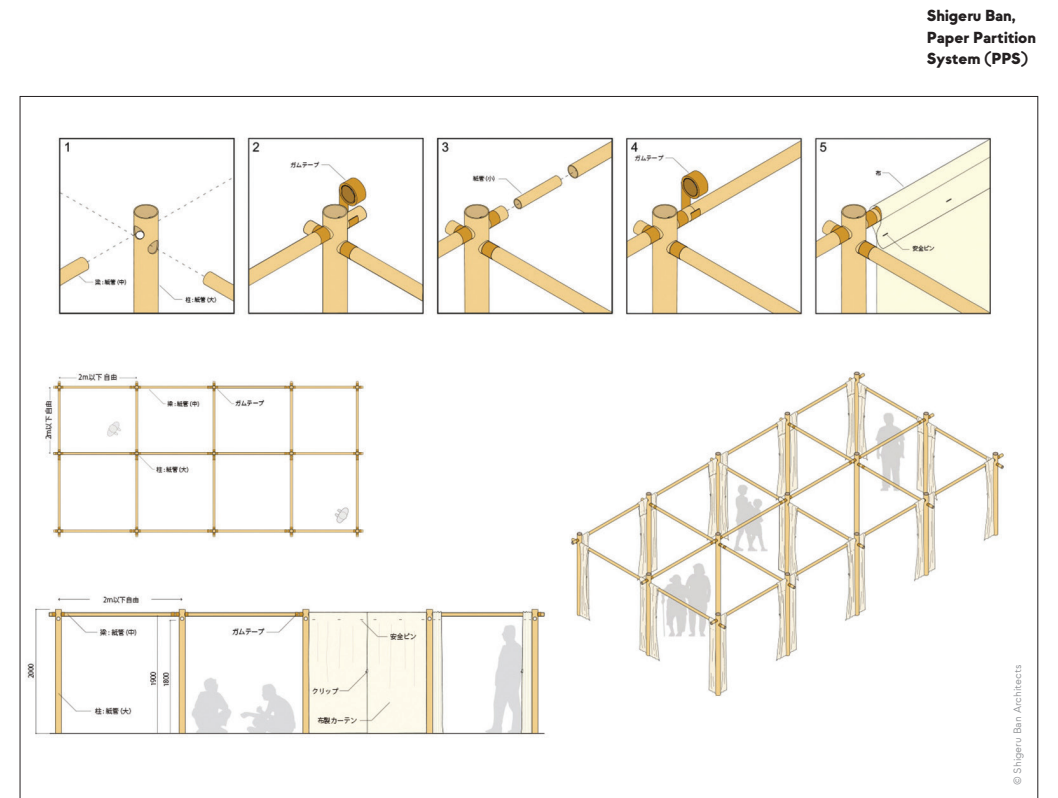 Shigeru Ban,
Paper Partition
System (PPS)
1
梁：紙管（中）
柱：紙管（大）
2
ガムテープ
3
紙管（小）
4
ガムテープ
5
布
安全ピン
2m以下 自由
2m以下 自由
梁：紙管（中）
ガムテープ
柱：紙管（大）
2m以下自由
2000
梁：紙管（中）
1900
1800
柱：紙管（大）
ガムテープ
安全ピン
クリップ
布製カーテン
© Shigeru Ban Architects